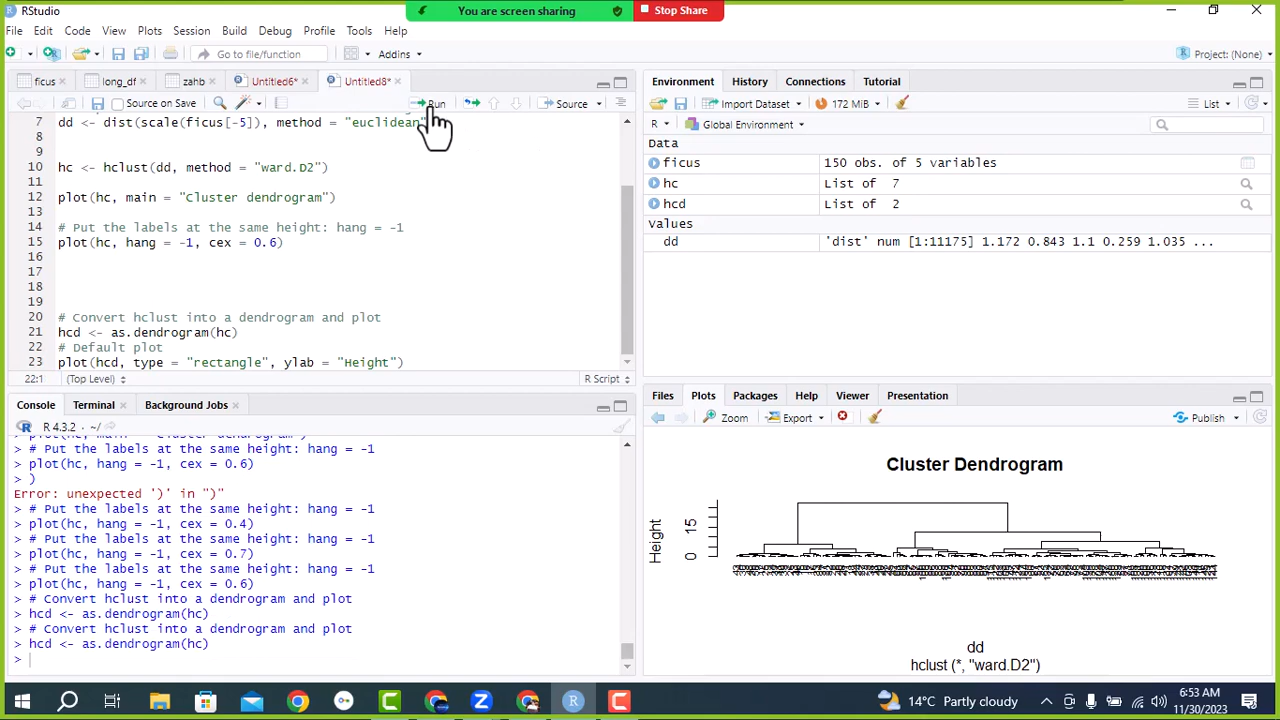 RStudio
You are screen sharing
Stop Share
File Edit Code View Plots Session Build Debug Profile Tools Help
Go to file/function
Addins
Project: (None)
ficus
long_df
zahb
Untitled6*
Untitled8*
Source on Save
Run
Source
7 dd <- dist(scale(ficus[-5]), method = "euclidean"
8
9
10 hc <- hclust(dd, method = "ward.D2")
11
12 plot(hc, main = "Cluster dendrogram")
13
14 # Put the labels at the same height: hang = -1
15 plot(hc, hang = -1, cex = 0.6)
16
17
18
19
20 # Convert hclust into a dendrogram and plot
21 hcd <- as.dendrogram(hc)
22 # Default plot
23 plot(hcd, type = "rectangle", ylab = "Height")
22:1 (Top Level) R Script
Console Terminal Background Jobs
R 4.3.2 · ~/
> # Put the labels at the same height: hang = -1
> plot(hc, hang = -1, cex = 0.6)
> )
Error: unexpected ')' in ")"
> # Put the labels at the same height: hang = -1
> plot(hc, hang = -1, cex = 0.4)
> # Put the labels at the same height: hang = -1
> plot(hc, hang = -1, cex = 0.7)
> # Put the labels at the same height: hang = -1
> plot(hc, hang = -1, cex = 0.6)
> # Convert hclust into a dendrogram and plot
> hcd <- as.dendrogram(hc)
> # Convert hclust into a dendrogram and plot
> hcd <- as.dendrogram(hc)
>
Environment History Connections Tutorial
Import Dataset 172 MiB List
R Global Environment
Data
ficus 150 obs. of 5 variables
hc List of 7
hcd List of 2
Values
dd 'dist' num [1:11175] 1.172 0.843 1.1 0.259 1.035 ...
Files Plots Packages Help Viewer Presentation
Zoom Export Publish
Cluster Dendrogram
Height
15
0
dd
hclust (*, "ward.D2")
14°C Partly cloudy
6:53 AM
11/30/2023